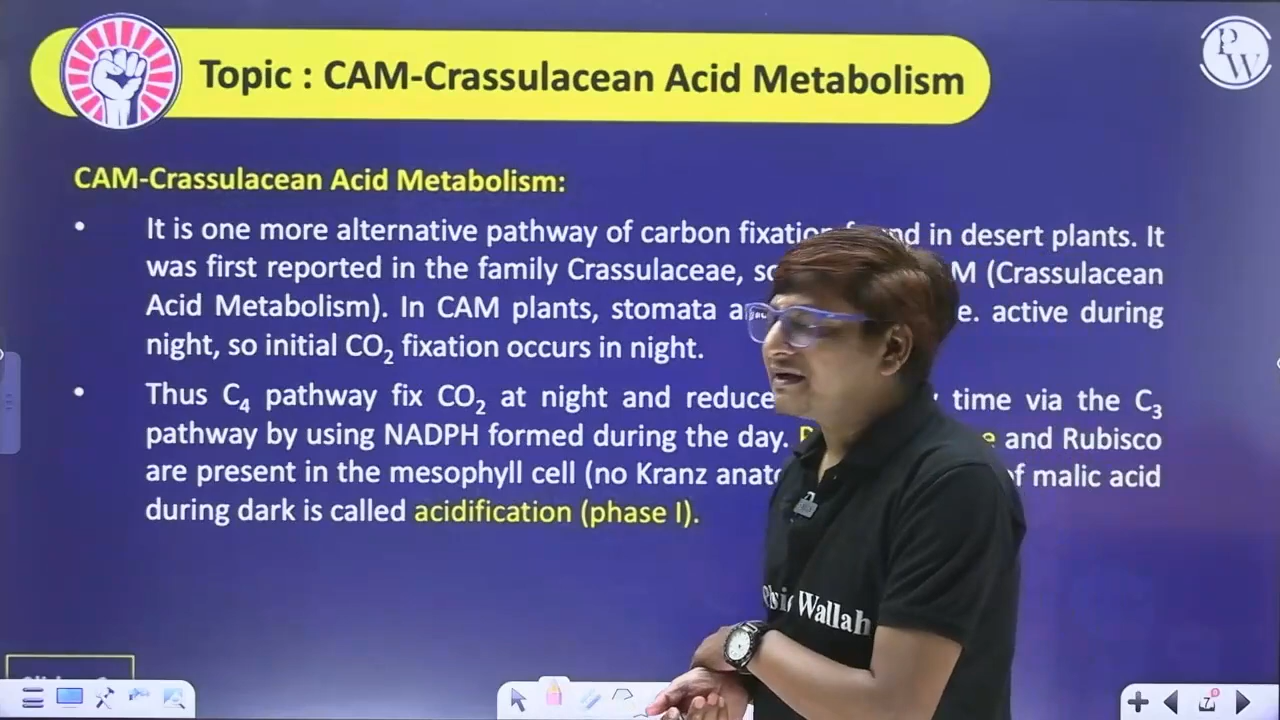 Topic : CAM-Crassulacean Acid Metabolism
PW
CAM-Crassulacean Acid Metabolism:
• It is one more alternative pathway of carbon fixation found in desert plants. It
was first reported in the family Crassulaceae, M (Crassulacean
Acid Metabolism). In CAM plants, stomata e. active during
night, so initial CO₂ fixation occurs in night.
• Thus C₄ pathway fix CO₂ at night and reduce time via the C₃
pathway by using NADPH formed during the day. e and Rubisco
are present in the mesophyll cell (no Kranz of malic acid
during dark is called acidification (phase I).
Wallah